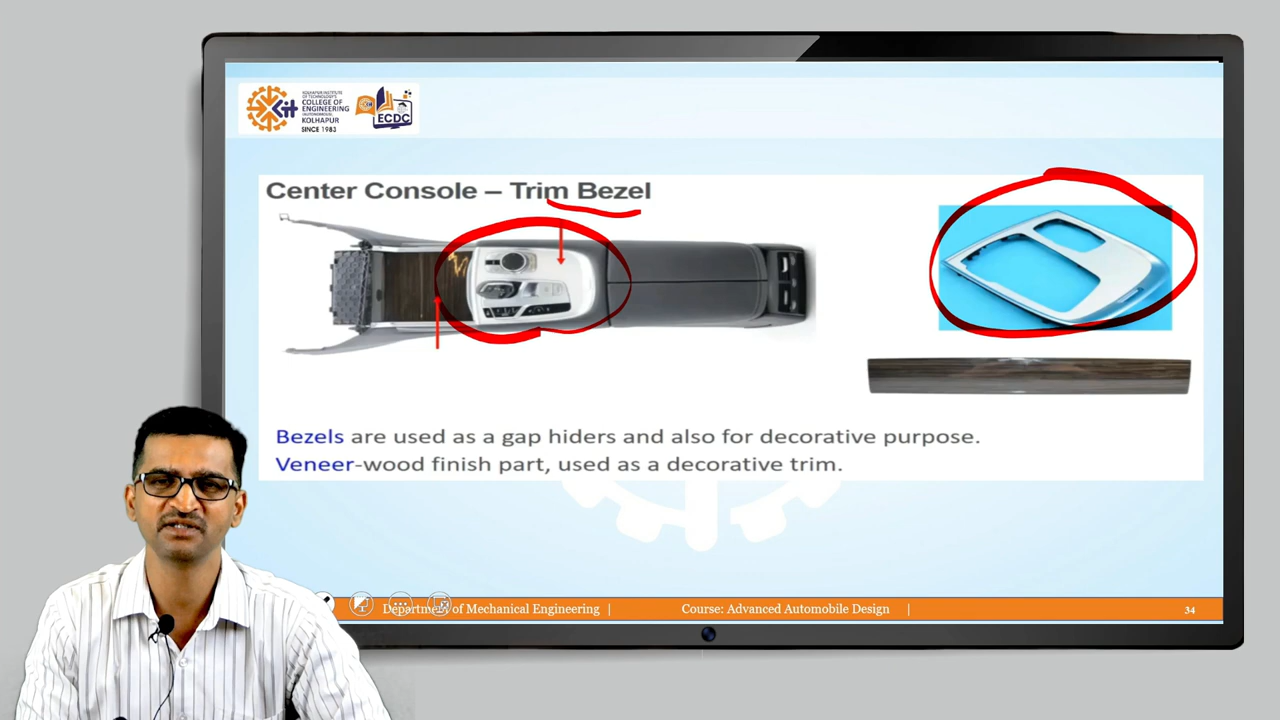 KOLHAPUR INSTITUTE
OF TECHNOLOGY'S
COLLEGE OF
ENGINEERING
(AUTONOMOUS),
KOLHAPUR
SINCE 1983
ECDC
Center Console – Trim Bezel
Bezels are used as a gap hiders and also for decorative purpose.
Veneer-wood finish part, used as a decorative trim.
Department of Mechanical Engineering | Course: Advanced Automobile Design | 34